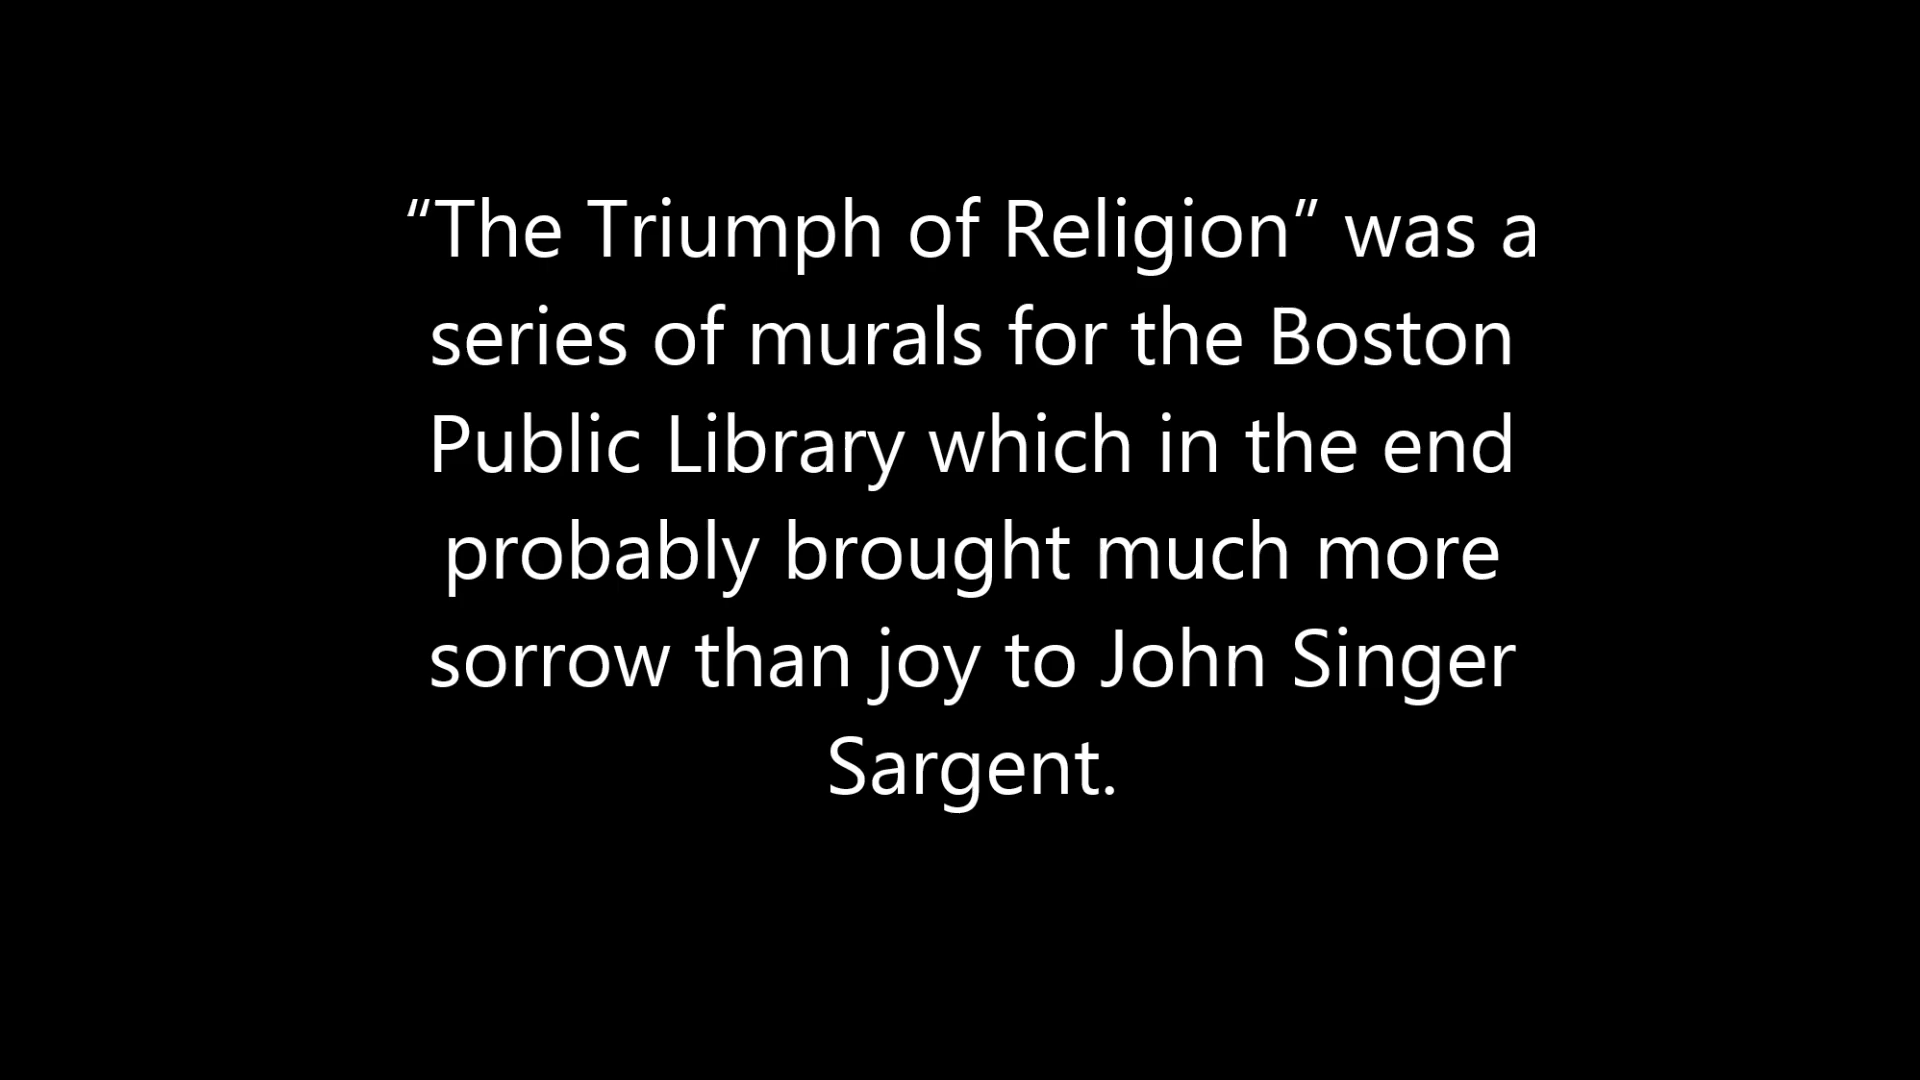 “The Triumph of Religion” was a
series of murals for the Boston
Public Library which in the end
probably brought much more
sorrow than joy to John Singer
Sargent.